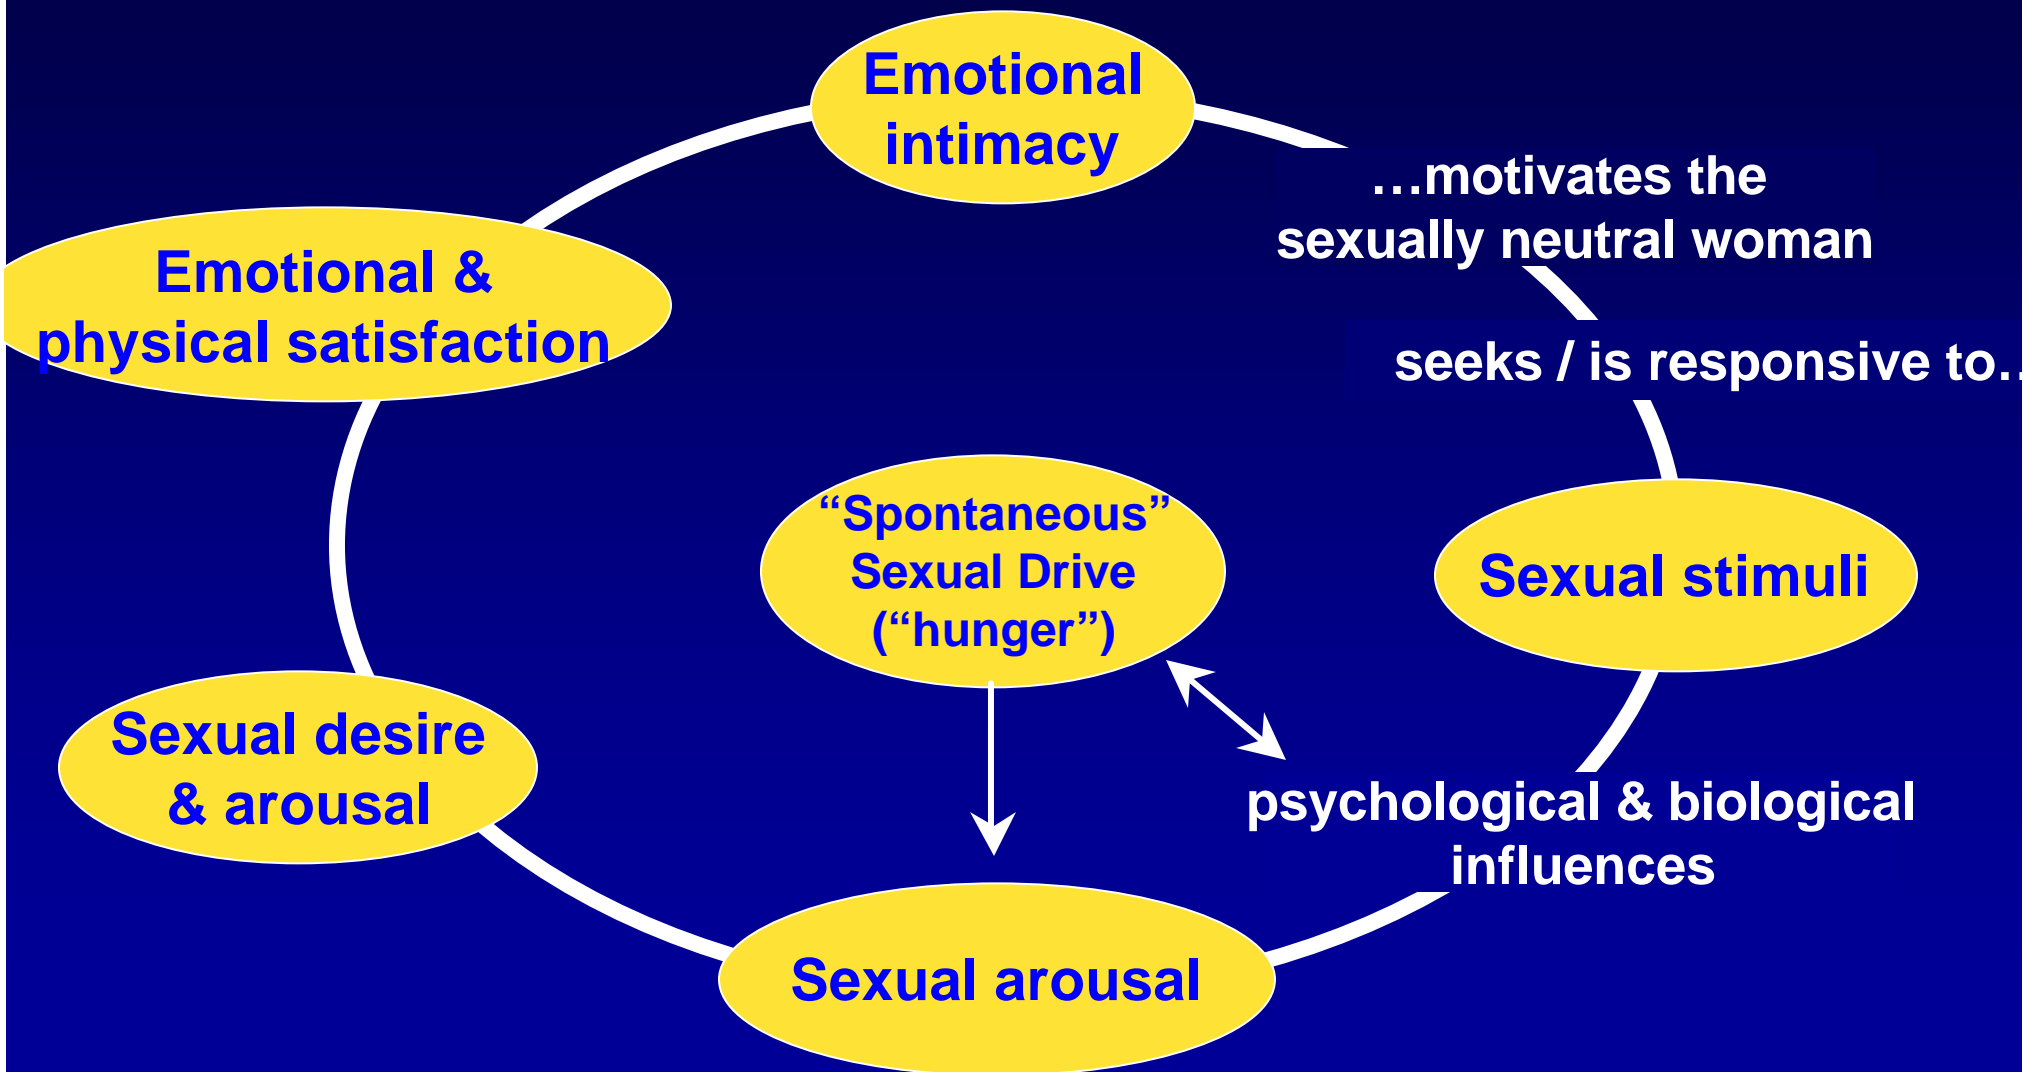 Emotional
intimacy
…motivates the
sexually neutral woman
seeks / is responsive to…
Sexual stimuli
psychological & biological
influences
Sexual arousal
Sexual desire
& arousal
Emotional &
physical satisfaction
“Spontaneous”
Sexual Drive
(“hunger”)